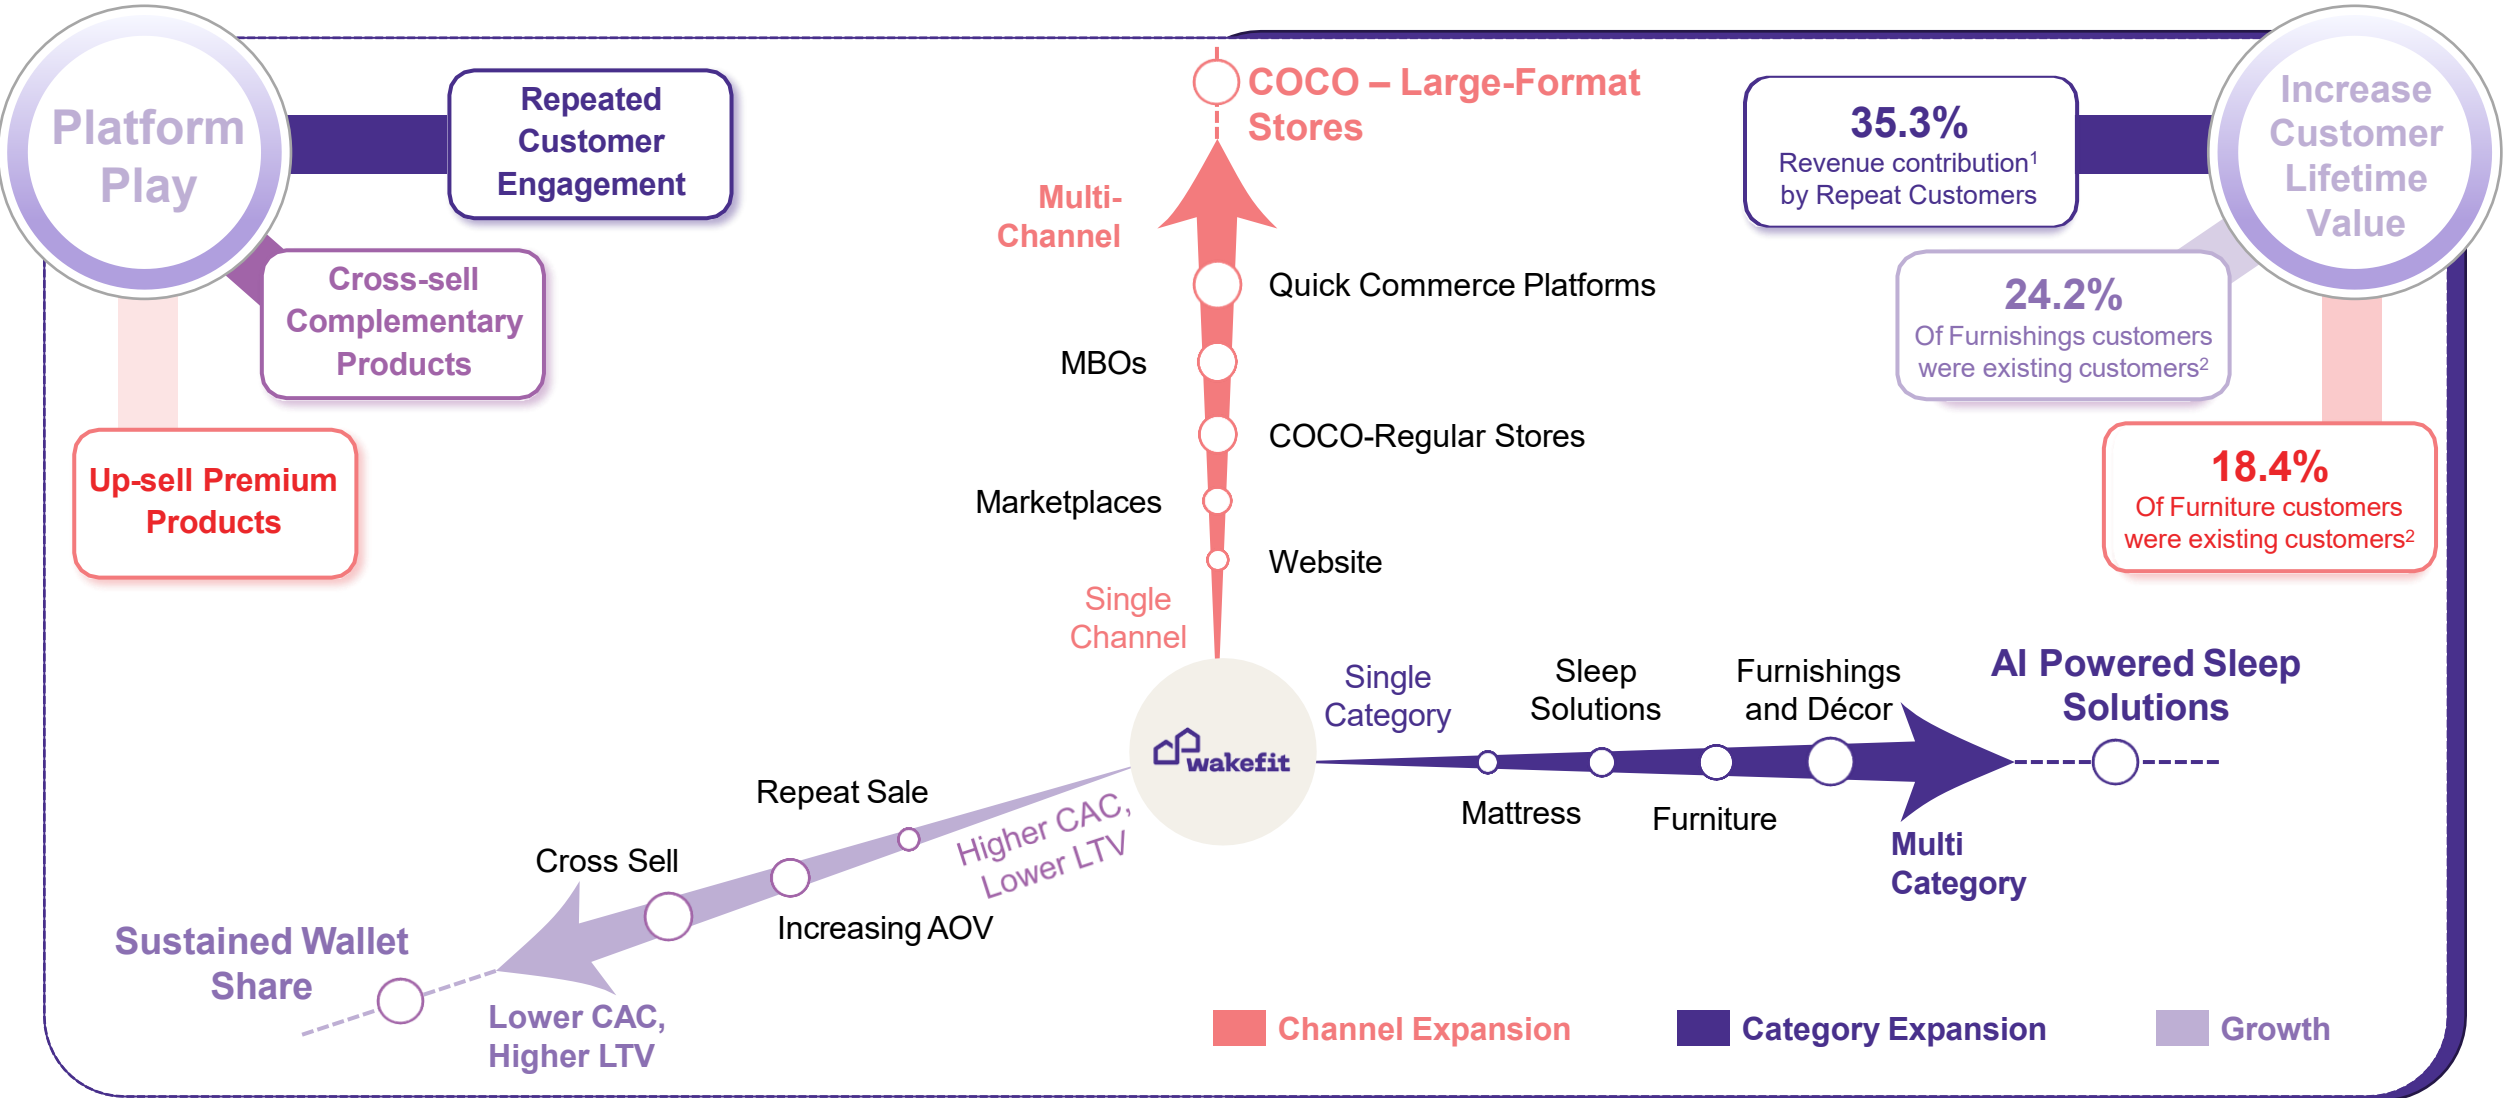 Platform
Play
Repeated
Customer
Engagement
Cross-sell
Complementary
Products
Up-sell Premium
Products
COCO – Large-Format
Stores
Multi-
Channel
Quick Commerce Platforms
MBOs
COCO-Regular Stores
Marketplaces
Website
Single
Channel
35.3%
Revenue contribution¹
by Repeat Customers
Increase
Customer
Lifetime
Value
24.2%
Of Furnishings customers
were existing customers²
18.4%
Of Furniture customers
were existing customers²
wakefit
Single
Category
Mattress
Sleep
Solutions
Furniture
Furnishings
and Décor
Multi
Category
AI Powered Sleep
Solutions
Higher CAC,
Lower LTV
Repeat Sale
Increasing AOV
Cross Sell
Lower CAC,
Higher LTV
Sustained Wallet
Share
Channel Expansion
Category Expansion
Growth